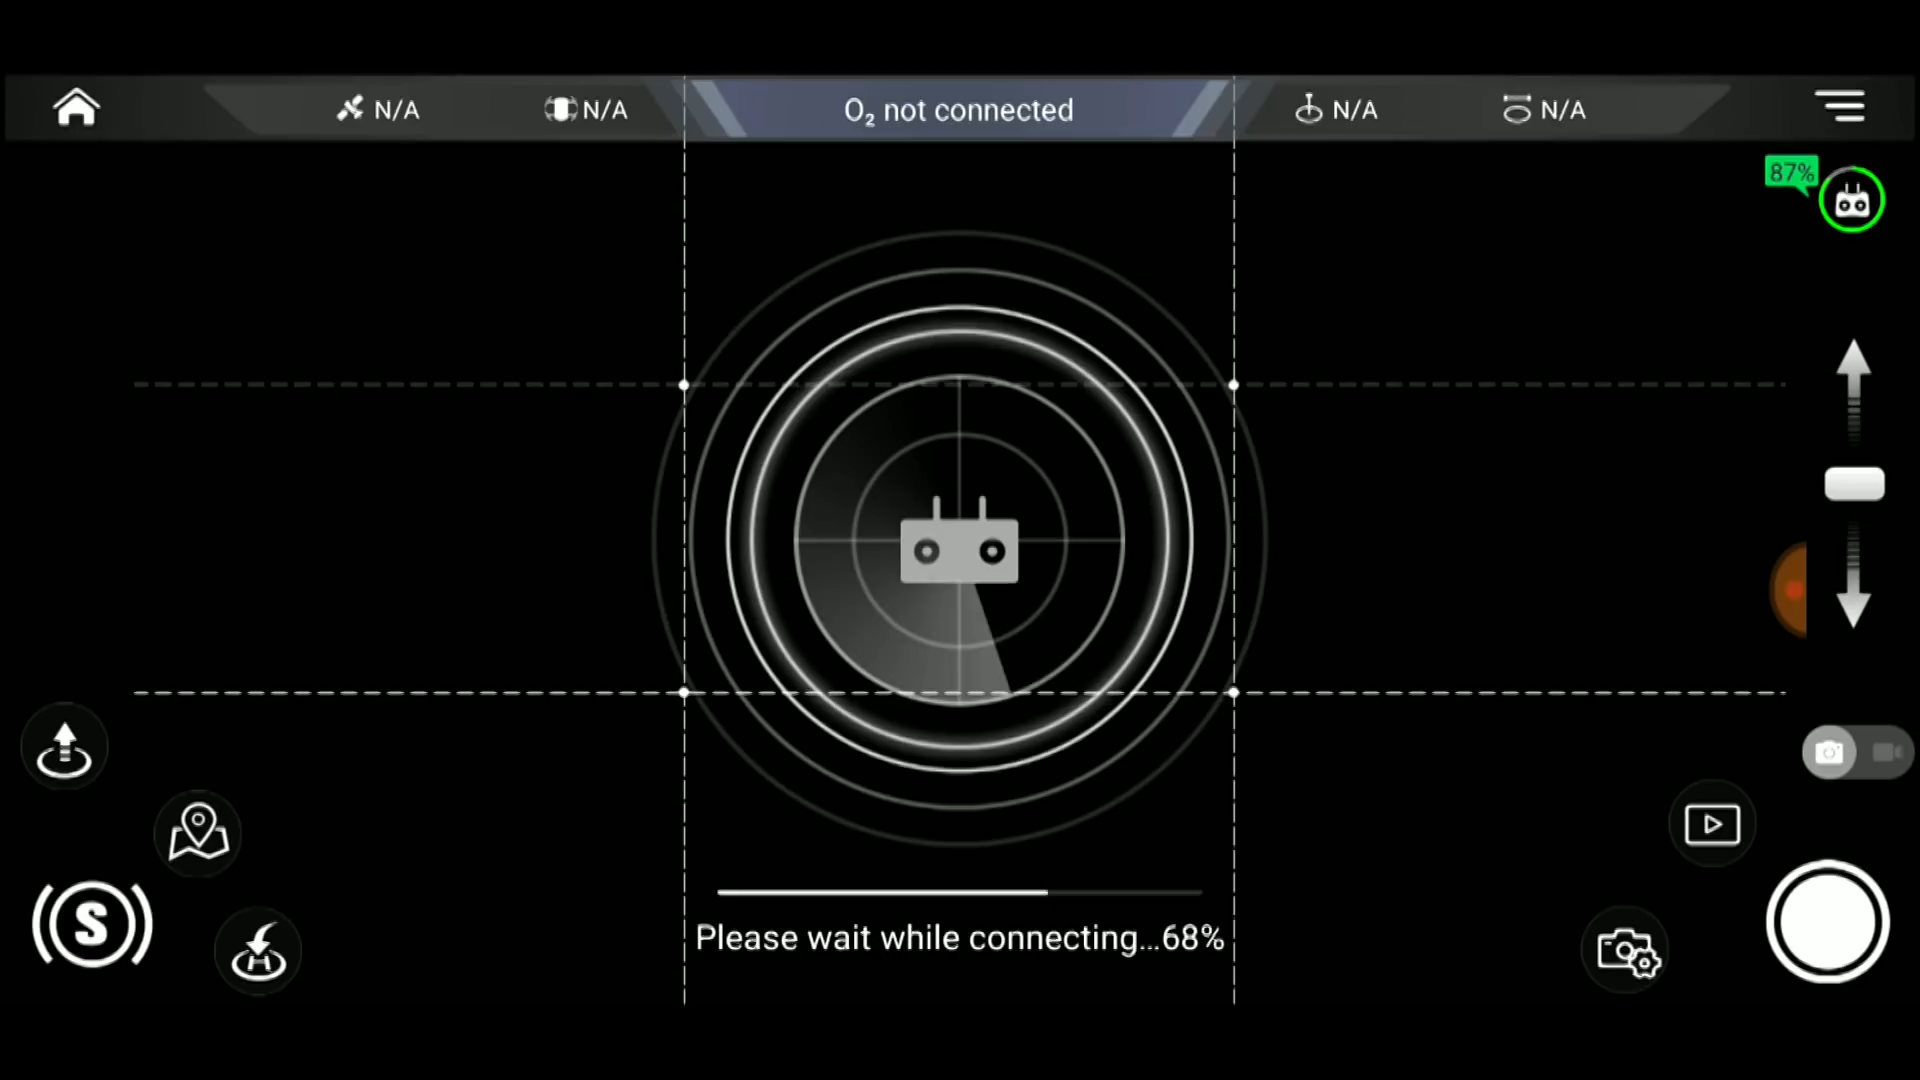 N/A
N/A
O₂ not connected
N/A
N/A
87%
S
H
Please wait while connecting...68%